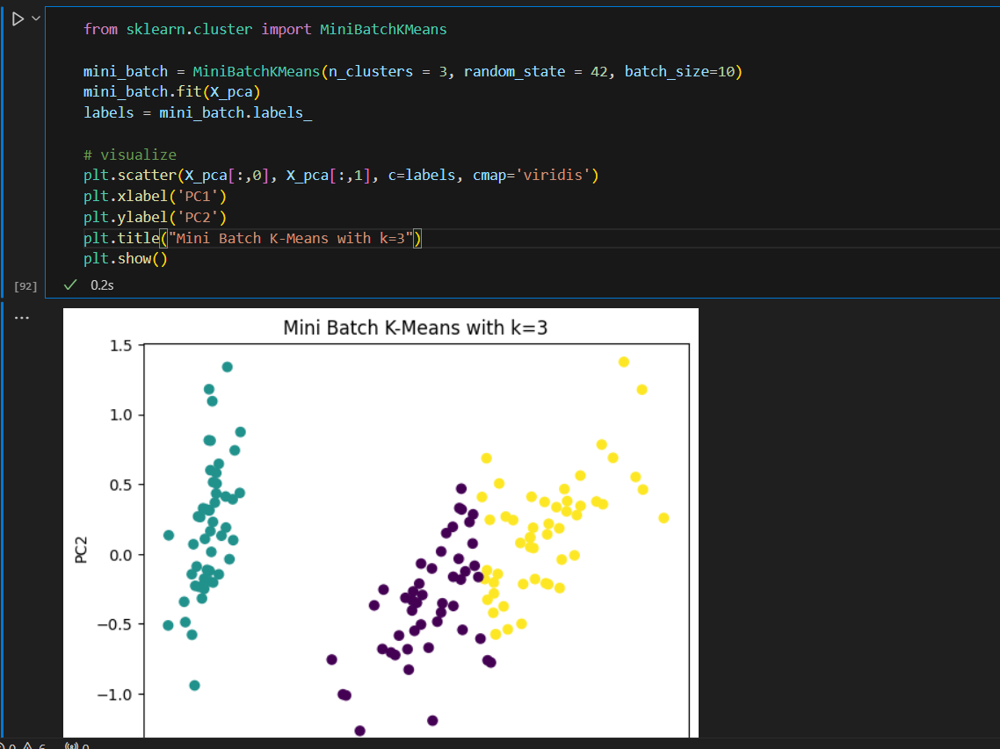 from sklearn.cluster import MiniBatchKMeans
mini_batch = MiniBatchKMeans(n_clusters = 3, random_state = 42, batch_size=10)
mini_batch.fit(X_pca)
labels = mini_batch.labels_
# visualize
plt.scatter(X_pca[:,0], X_pca[:,1], c=labels, cmap='viridis')
plt.xlabel('PC1')
plt.ylabel('PC2')
plt.title("Mini Batch K-Means with k=3")
plt.show()
[92]
0.2s
...
Mini Batch K-Means with k=3
1.5
1.0
0.5
0.0
−0.5
−1.0
PC2